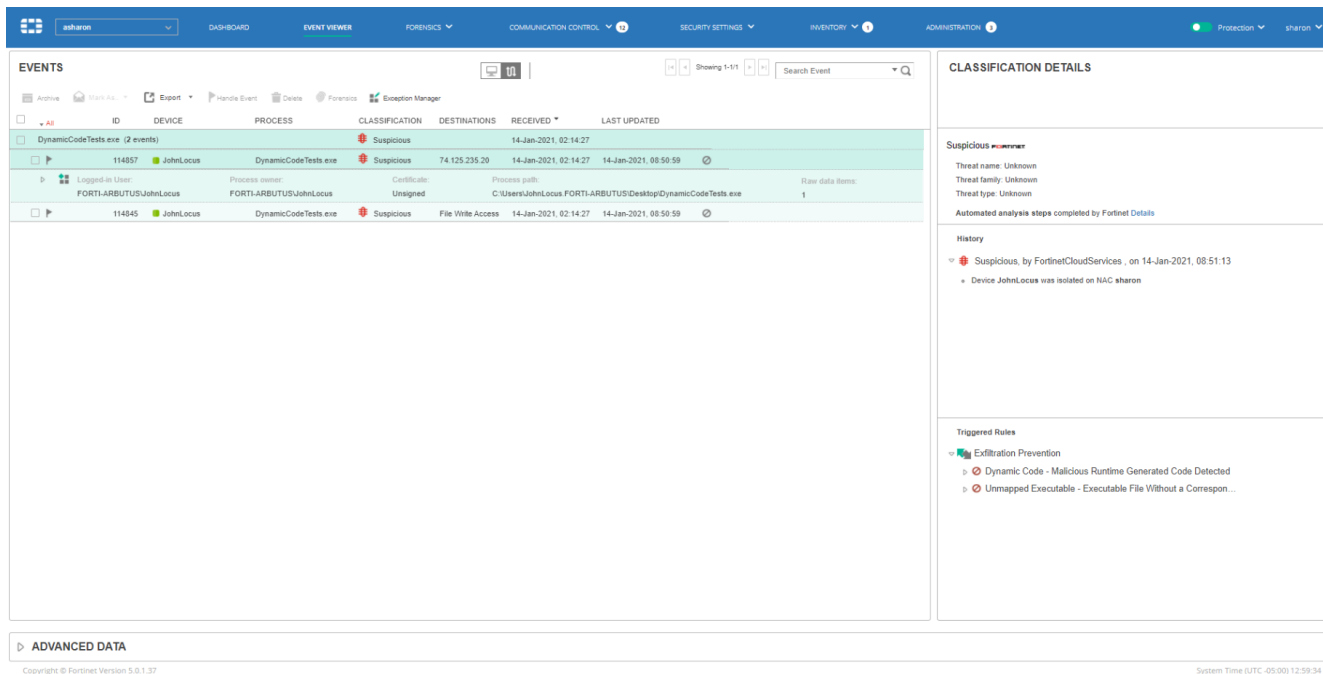 asharon DASHBOARD EVENT VIEWER FORENSICS COMMUNICATION CONTROL 12 SECURITY SETTINGS INVENTORY 1 ADMINISTRATION 3 Protection sharon
EVENTS
Showing 1-1/1
Search Event
Archive Mark As... Export Handle Event Delete Forensics Exception Manager
All ID DEVICE PROCESS CLASSIFICATION DESTINATIONS RECEIVED LAST UPDATED
DynamicCodeTests.exe (2 events) Suspicious 14-Jan-2021, 02:14:27
114857 JohnLocus DynamicCodeTests.exe Suspicious 74.125.235.20 14-Jan-2021, 02:14:27 14-Jan-2021, 08:50:59
Logged-in User: Process owner: Certificate: Process path: Raw data items:
FORTI-ARBUTUS\JohnLocus FORTI-ARBUTUS\JohnLocus Unsigned C:\Users\JohnLocus.FORTI-ARBUTUS\Desktop\DynamicCodeTests.exe 1
114845 JohnLocus DynamicCodeTests.exe Suspicious File Write Access 14-Jan-2021, 02:14:27 14-Jan-2021, 08:50:59
CLASSIFICATION DETAILS
Suspicious FORTINET
Threat name: Unknown
Threat family: Unknown
Threat type: Unknown
Automated analysis steps completed by Fortinet Details
History
Suspicious, by FortinetCloudServices , on 14-Jan-2021, 08:51:13
Device JohnLocus was isolated on NAC sharon
Triggered Rules
Exfiltration Prevention
Dynamic Code - Malicious Runtime Generated Code Detected
Unmapped Executable - Executable File Without a Correspon...
ADVANCED DATA
Copyright © Fortinet Version 5.0.1.37 System Time (UTC -05:00) 12:59:34